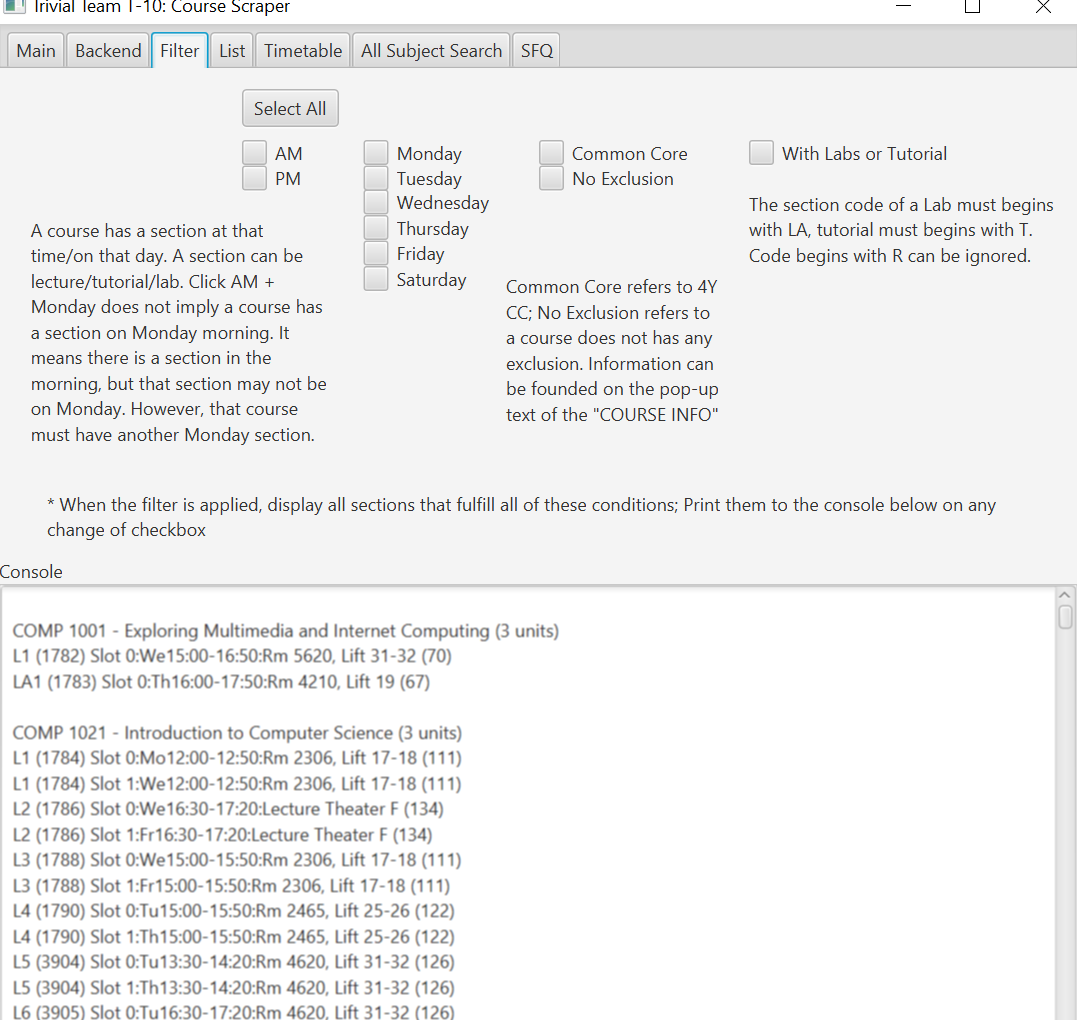 Trivial Team T-10: Course Scraper
Main Backend Filter List Timetable All Subject Search SFQ
Select All
AM
PM
Monday
Tuesday
Wednesday
Thursday
Friday
Saturday
Common Core
No Exclusion
With Labs or Tutorial
A course has a section at that
time/on that day. A section can be
lecture/tutorial/lab. Click AM +
Monday does not imply a course has
a section on Monday morning. It
means there is a section in the
morning, but that section may not be
on Monday. However, that course
must have another Monday section.
Common Core refers to 4Y
CC; No Exclusion refers to
a course does not has any
exclusion. Information can
be founded on the pop-up
text of the "COURSE INFO"
The section code of a Lab must begins
with LA, tutorial must begins with T.
Code begins with R can be ignored.
* When the filter is applied, display all sections that fulfill all of these conditions; Print them to the console below on any
change of checkbox
Console
COMP 1001 - Exploring Multimedia and Internet Computing (3 units)
L1 (1782) Slot 0:We15:00-16:50:Rm 5620, Lift 31-32 (70)
LA1 (1783) Slot 0:Th16:00-17:50:Rm 4210, Lift 19 (67)
COMP 1021 - Introduction to Computer Science (3 units)
L1 (1784) Slot 0:Mo12:00-12:50:Rm 2306, Lift 17-18 (111)
L1 (1784) Slot 1:We12:00-12:50:Rm 2306, Lift 17-18 (111)
L2 (1786) Slot 0:We16:30-17:20:Lecture Theater F (134)
L2 (1786) Slot 1:Fr16:30-17:20:Lecture Theater F (134)
L3 (1788) Slot 0:We15:00-15:50:Rm 2306, Lift 17-18 (111)
L3 (1788) Slot 1:Fr15:00-15:50:Rm 2306, Lift 17-18 (111)
L4 (1790) Slot 0:Tu15:00-15:50:Rm 2465, Lift 25-26 (122)
L4 (1790) Slot 1:Th15:00-15:50:Rm 2465, Lift 25-26 (122)
L5 (3904) Slot 0:Tu13:30-14:20:Rm 4620, Lift 31-32 (126)
L5 (3904) Slot 1:Th13:30-14:20:Rm 4620, Lift 31-32 (126)
L6 (3905) Slot 0:Tu16:30-17:20:Rm 4620, Lift 31-32 (126)